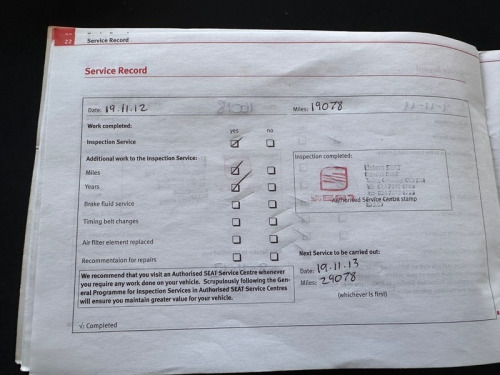 22 Service Record
Service Record
Date: 19.11.12 Miles: 19078
Work completed:
yes no
Inspection Service
Additional work to the Inspection Service:
Inspection completed:
Miles
Years
SEAT
Authorised Service Centre stamp
Brake fluid service
Timing belt changes
Air filter element replaced
Recommentaion for repairs
Next Service to be carried out:
Date: 19.11.13
Miles: 29078
(whichever is first)
We recommend that you visit an Authorised SEAT Service Centre whenever
you require any work done on your vehicle. Scrupulously following the Gen-
eral Programme for Inspection Services in Authorised SEAT Service Centres
will ensure you maintain greater value for your vehicle.
√: Completed